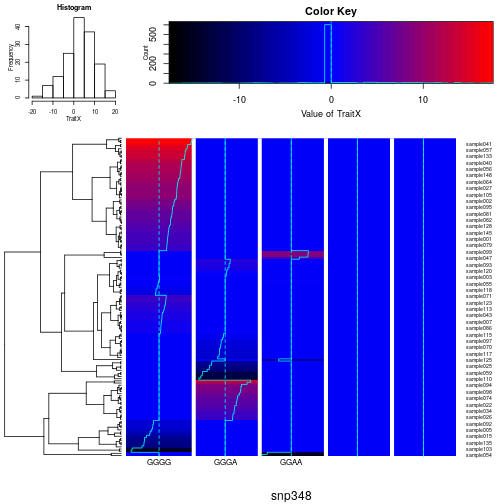 Histogram
Frequency
0 10 20 30 40
-20 -10 0 10 20
TraitX
Color Key
Count
0 200 500
-10 0 10
Value of TraitX
sample041
sample057
sample133
sample040
sample056
sample148
sample064
sample027
sample105
sample002
sample095
sample081
sample082
sample128
sample145
sample001
sample079
sample099
sample047
sample093
sample120
sample003
sample055
sample118
sample071
sample123
sample113
sample043
sample007
sample086
sample115
sample097
sample070
sample117
sample125
sample025
sample059
sample110
sample094
sample098
sample074
sample022
sample034
sample026
sample092
sample005
sample015
sample135
sample103
sample054
GGGG GGGA GGAA
snp348